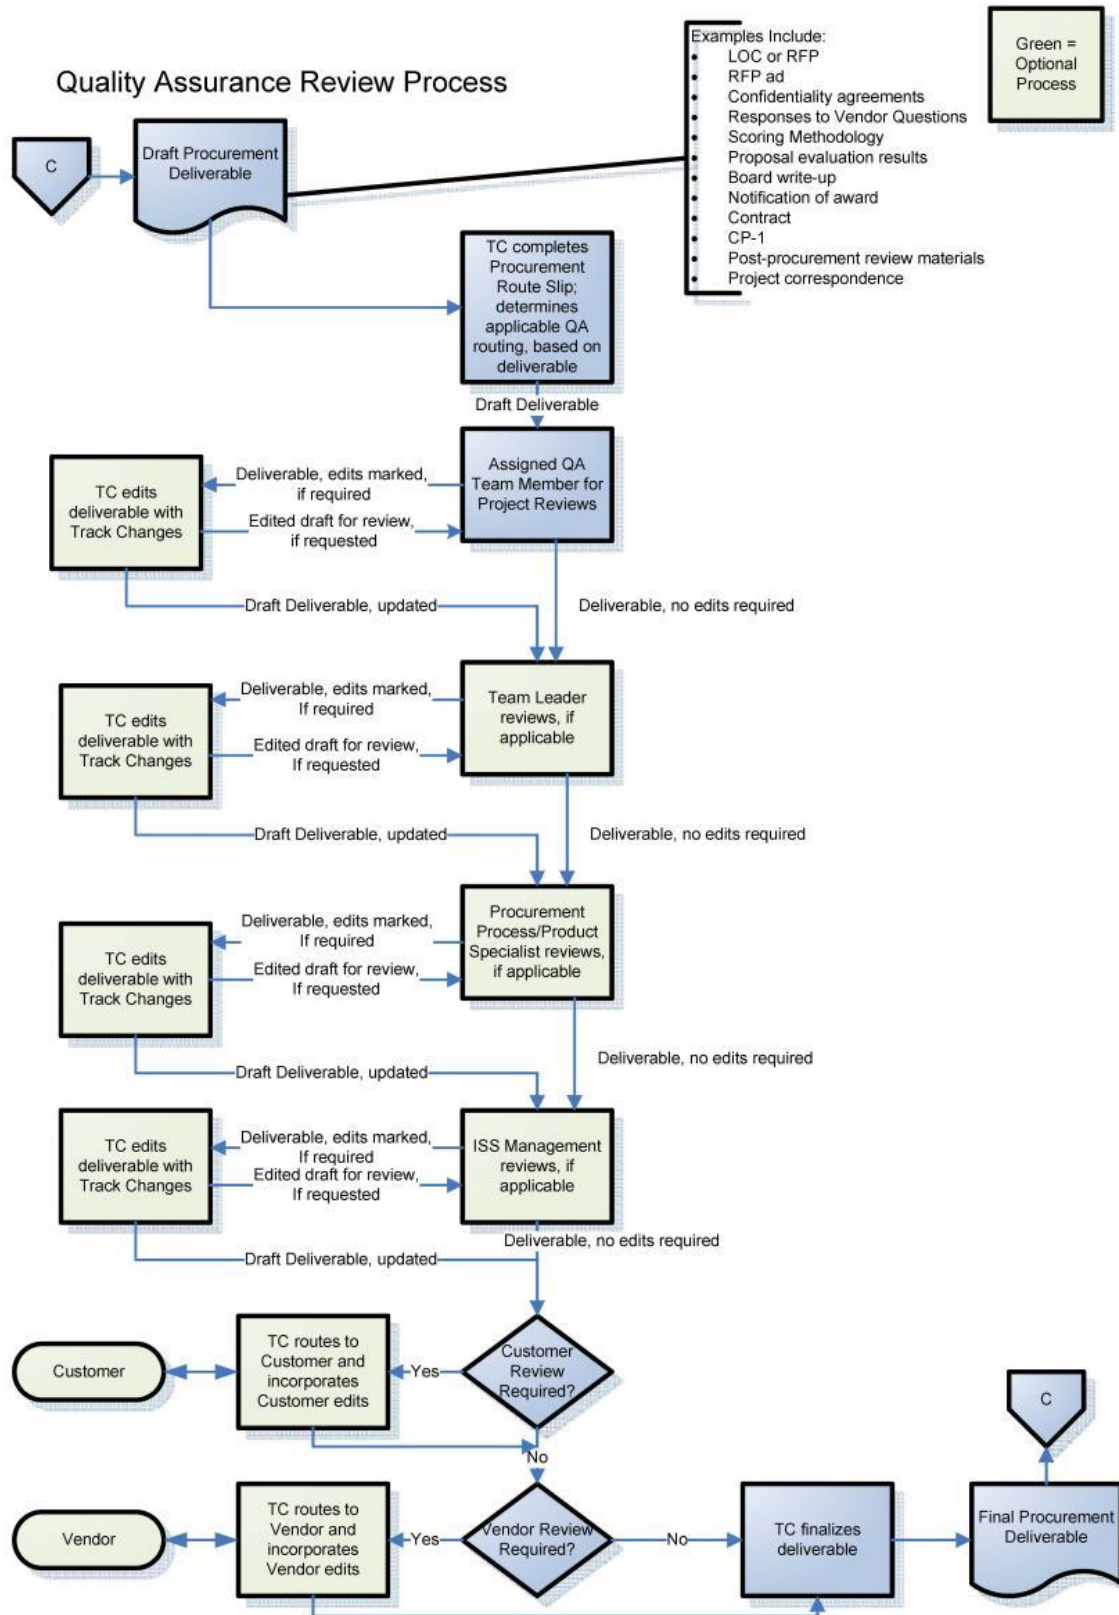 Quality Assurance Review Process
Examples Include:
• LOC or RFP
• RFP ad
• Confidentiality agreements
• Responses to Vendor Questions
• Scoring Methodology
• Proposal evaluation results
• Board write-up
• Notification of award
• Contract
• CP-1
• Post-procurement review materials
• Project correspondence
Green =
Optional
Process
C
Draft Procurement
Deliverable
TC completes
Procurement
Route Slip;
determines
applicable QA
routing, based on
deliverable
Draft Deliverable
Assigned QA
Team Member for
Project Reviews
Deliverable, edits marked,
if required
Edited draft for review,
if requested
TC edits
deliverable with
Track Changes
Draft Deliverable, updated
Deliverable, no edits required
Team Leader
reviews, if
applicable
Deliverable, edits marked,
If required
Edited draft for review,
If requested
TC edits
deliverable with
Track Changes
Draft Deliverable, updated
Deliverable, no edits required
Procurement
Process/Product
Specialist reviews,
if applicable
Deliverable, edits marked,
If required
Edited draft for review,
If requested
TC edits
deliverable with
Track Changes
Draft Deliverable, updated
Deliverable, no edits required
ISS Management
reviews, if
applicable
Deliverable, edits marked,
If required
Edited draft for review,
If requested
TC edits
deliverable with
Track Changes
Draft Deliverable, updated
Deliverable, no edits required
Customer
Review
Required?
Yes
TC routes to
Customer and
incorporates
Customer edits
Customer
No
Vendor Review
Required?
Yes
TC routes to
Vendor and
incorporates
Vendor edits
Vendor
No
TC finalizes
deliverable
Final Procurement
Deliverable
C